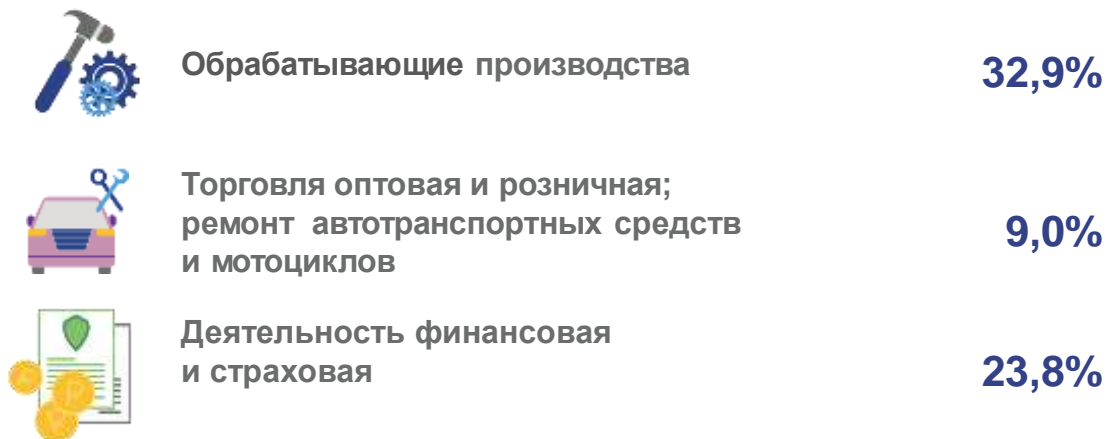 Обрабатывающие производства
32,9%
Торговля оптовая и розничная;
ремонт автотранспортных средств
и мотоциклов
9,0%
Деятельность финансовая
и страховая
23,8%